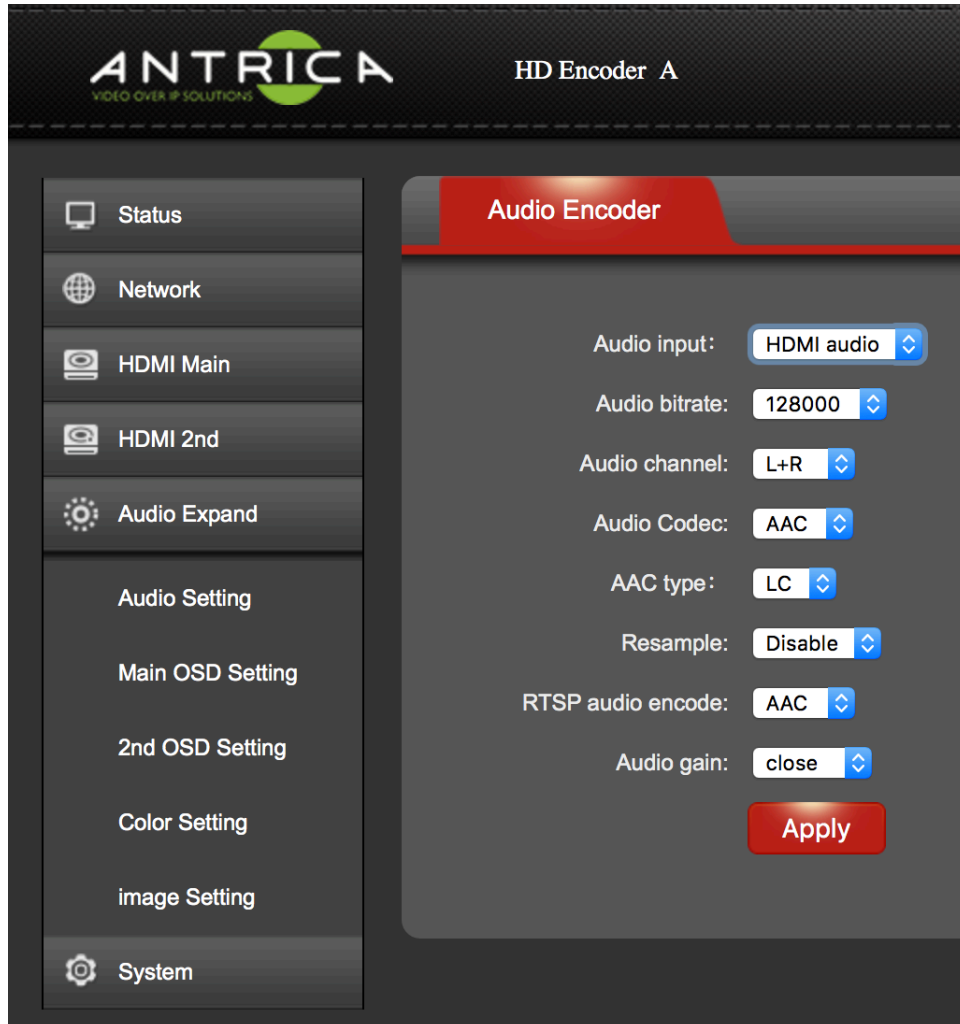 ANTRICA
VIDEO OVER IP SOLUTIONS
HD Encoder A
Status
Network
HDMI Main
HDMI 2nd
Audio Expand
Audio Setting
Main OSD Setting
2nd OSD Setting
Color Setting
image Setting
System
Audio Encoder
Audio input: HDMI audio
Audio bitrate: 128000
Audio channel: L+R
Audio Codec: AAC
AAC type: LC
Resample: Disable
RTSP audio encode: AAC
Audio gain: close
Apply